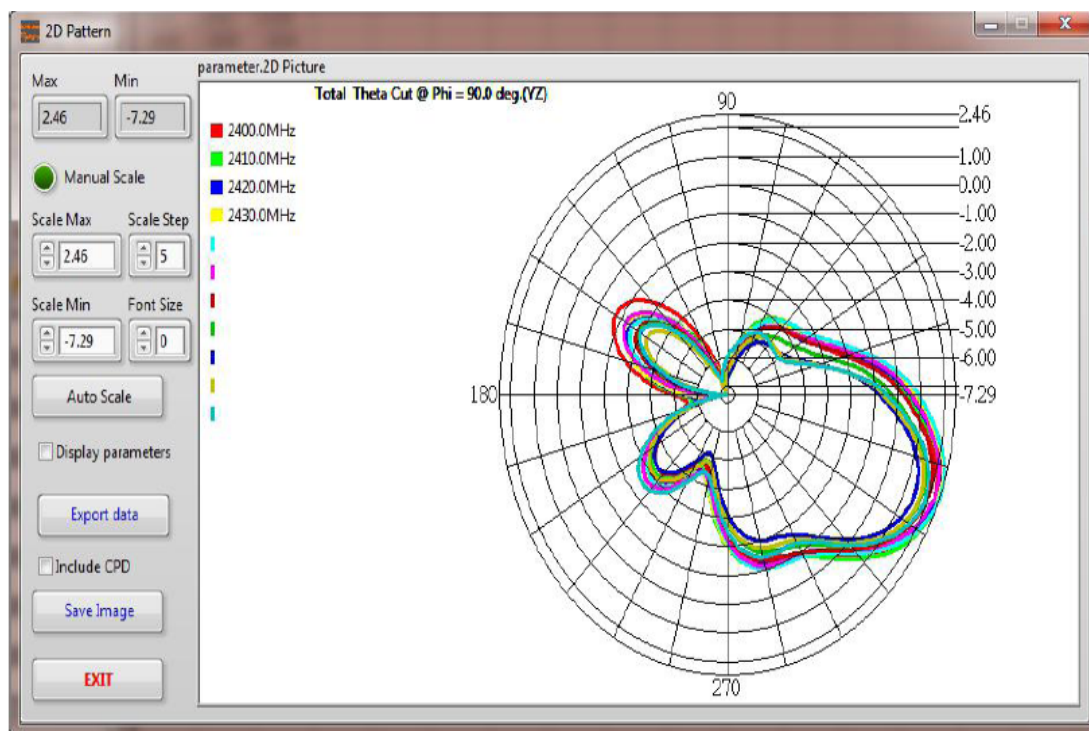 2D Pattern
Max Min
2.46 -7.29
Manual Scale
Scale Max Scale Step
2.46 5
Scale Min Font Size
-7.29 0
Auto Scale
Display parameters
Export data
Include CPD
Save Image
EXIT
parameter.2D Picture
Total Theta Cut @ Phi = 90.0 deg.(YZ)
2400.0MHz
2410.0MHz
2420.0MHz
2430.0MHz
90
180
270
2.46
1.00
0.00
-1.00
-2.00
-3.00
-4.00
-5.00
-6.00
-7.29